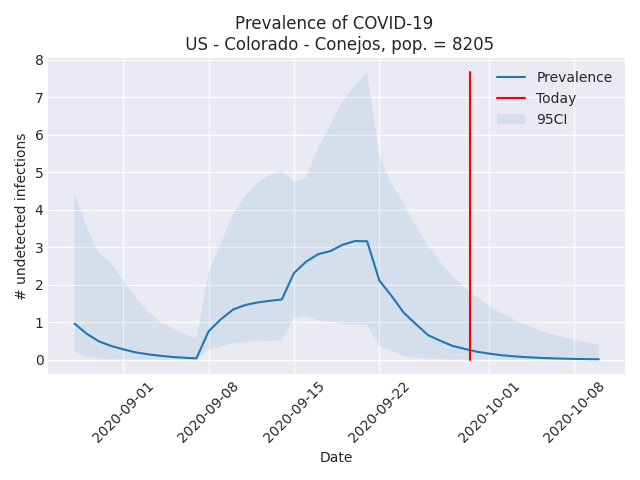 Prevalence of COVID-19
US - Colorado - Conejos, pop. = 8205
8
7
6
5
4
3
2
1
0
# undetected infections
Prevalence
Today
95CI
2020-09-01
2020-09-08
2020-09-15
2020-09-22
2020-10-01
2020-10-08
Date